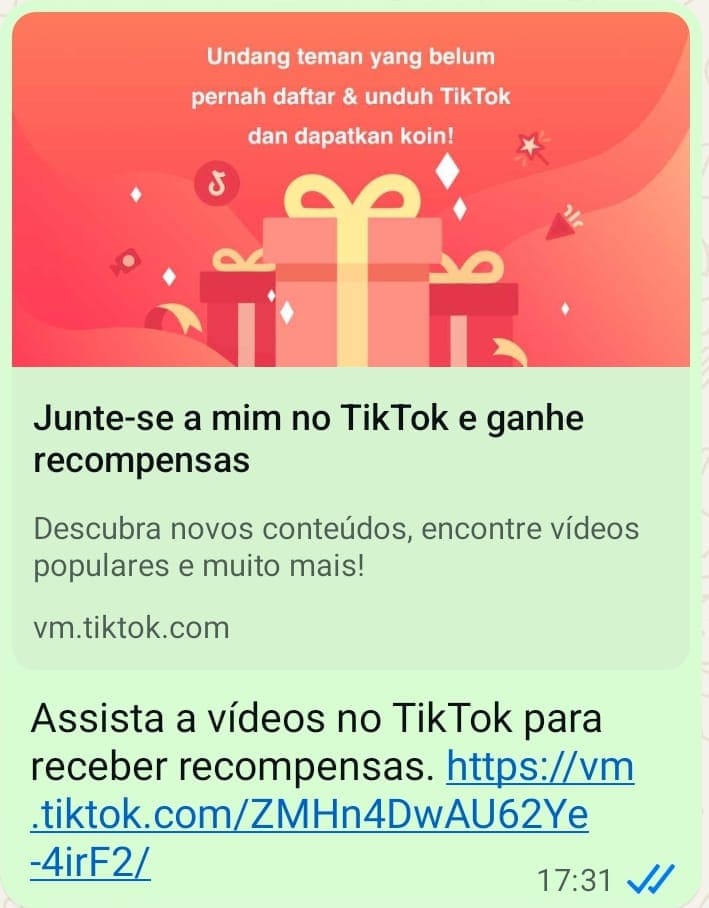 Undang teman yang belum
pernah daftar & unduh TikTok
dan dapatkan koin!
Junte-se a mim no TikTok e ganhe
recompensas
Descubra novos conteúdos, encontre vídeos
populares e muito mais!
vm.tiktok.com
Assista a vídeos no TikTok para
receber recompensas. https://vm
.tiktok.com/ZMHn4DwAU62Ye
-4irF2/
17:31